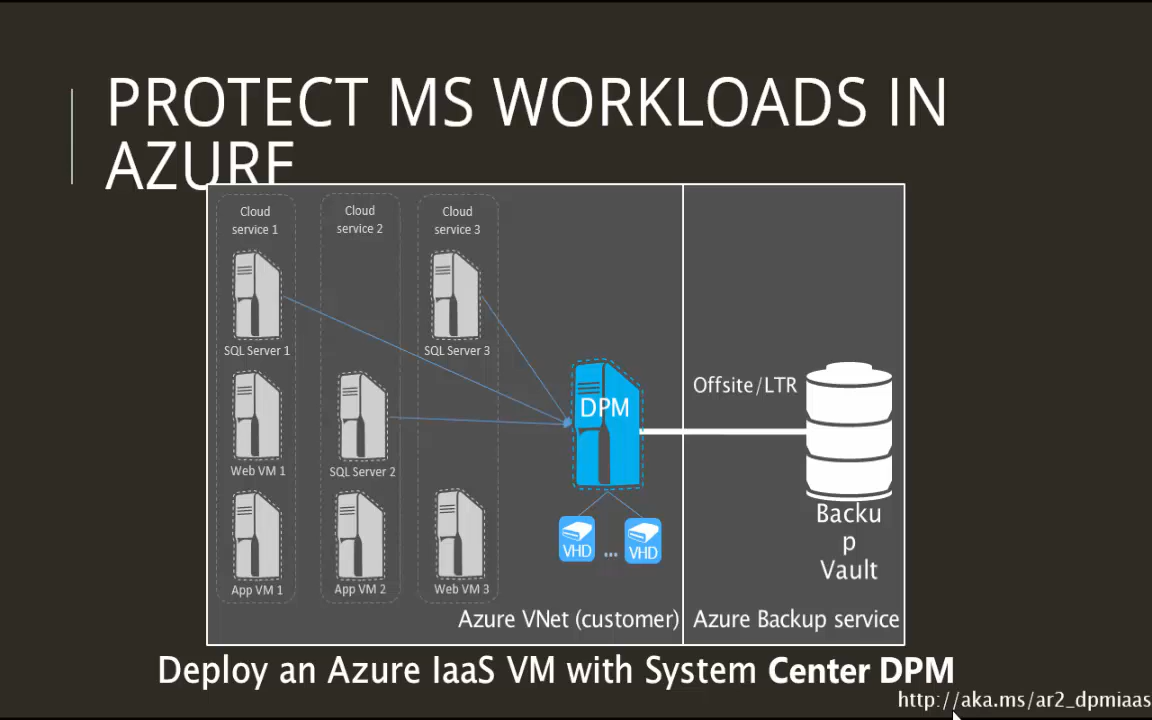 PROTECT MS WORKLOADS IN
AZURE
Cloud
service 1
Cloud
service 2
Cloud
service 3
SQL Server 1
SQL Server 3
DPM
Offsite/LTR
Web VM 1
SQL Server 2
Backu
p
Vault
VHD
...
VHD
App VM 1
App VM 2
Web VM 3
Azure VNet (customer)
Azure Backup service
Deploy an Azure IaaS VM with System Center DPM
http://aka.ms/ar2_dpmiaas